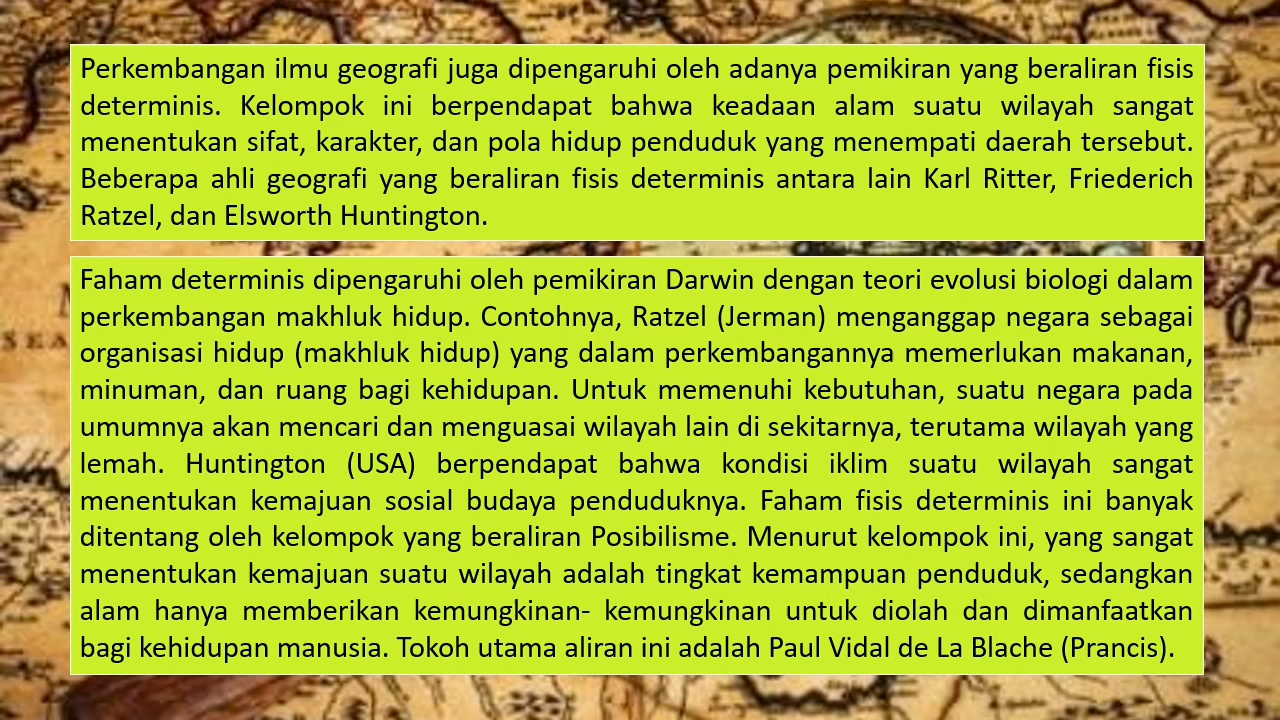 Perkembangan ilmu geografi juga dipengaruhi oleh adanya pemikiran yang beraliran fisis
determinis. Kelompok ini berpendapat bahwa keadaan alam suatu wilayah sangat
menentukan sifat, karakter, dan pola hidup penduduk yang menempati daerah tersebut.
Beberapa ahli geografi yang beraliran fisis determinis antara lain Karl Ritter, Friederich
Ratzel, dan Elsworth Huntington.
Faham determinis dipengaruhi oleh pemikiran Darwin dengan teori evolusi biologi dalam
perkembangan makhluk hidup. Contohnya, Ratzel (Jerman) menganggap negara sebagai
organisasi hidup (makhluk hidup) yang dalam perkembangannya memerlukan makanan,
minuman, dan ruang bagi kehidupan. Untuk memenuhi kebutuhan, suatu negara pada
umumnya akan mencari dan menguasai wilayah lain di sekitarnya, terutama wilayah yang
lemah. Huntington (USA) berpendapat bahwa kondisi iklim suatu wilayah sangat
menentukan kemajuan sosial budaya penduduknya. Faham fisis determinis ini banyak
ditentang oleh kelompok yang beraliran Posibilisme. Menurut kelompok ini, yang sangat
menentukan kemajuan suatu wilayah adalah tingkat kemampuan penduduk, sedangkan
alam hanya memberikan kemungkinan- kemungkinan untuk diolah dan dimanfaatkan
bagi kehidupan manusia. Tokoh utama aliran ini adalah Paul Vidal de La Blache (Prancis).